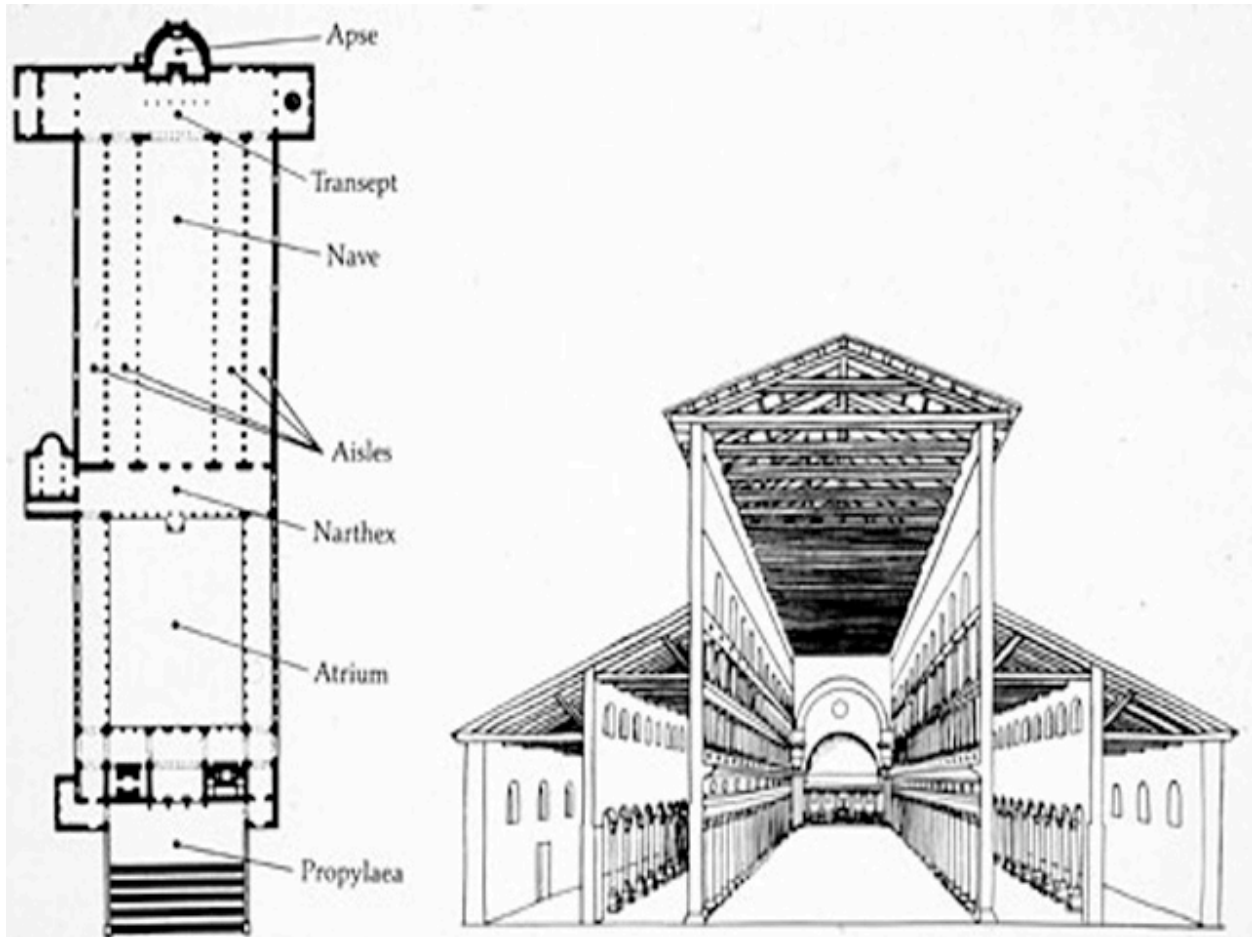 Apse
Transept
Nave
Aisles
Narthex
Atrium
Propylaea